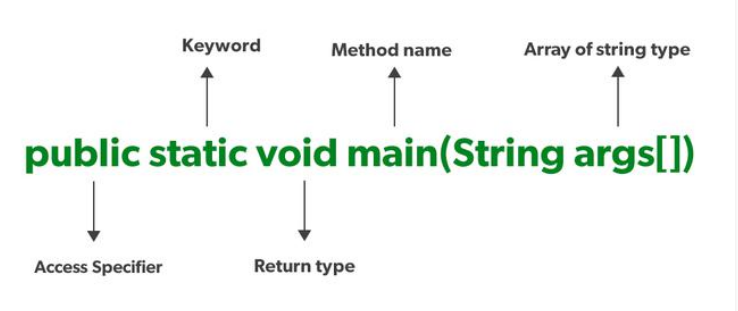 Keyword Method name Array of string type
public static void main(String args[])
Access Specifier Return type